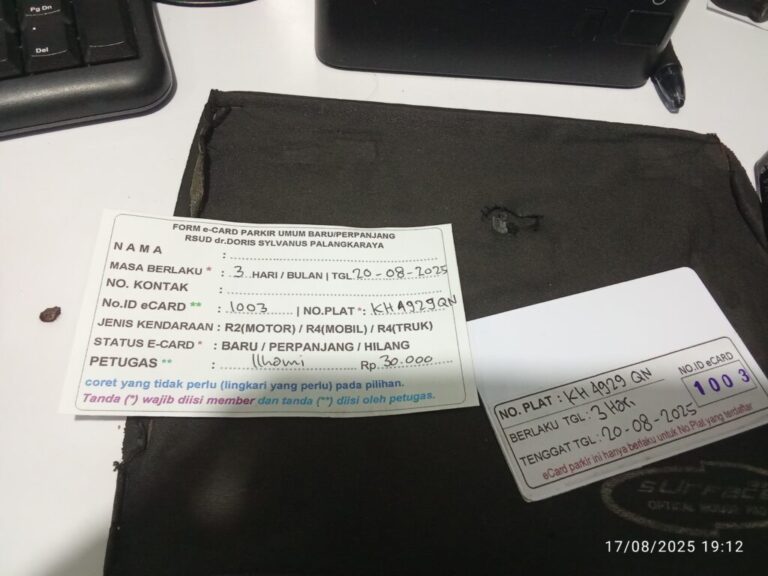 Pg Dn
Del
FORM e-CARD PARKIR UMUM BARU/PERPANJANG
RSUD dr.DORIS SYLVANUS PALANGKARAYA
NAMA :
MASA BERLAKU * : 3 HARI / BULAN | TGL 20-08-2025
NO. KONTAK :
No.ID eCARD ** : 1003 | NO.PLAT *: KH 4929 QN
JENIS KENDARAAN : R2(MOTOR) / R4(MOBIL) / R4(TRUK)
STATUS E-CARD * : BARU / PERPANJANG / HILANG
PETUGAS ** : Ilhami Rp 30.000
coret yang tidak perlu (lingkari yang perlu) pada pilihan.
Tanda (*) wajib diisi member dan tanda (**) diisi oleh petugas.
NO. PLAT : KH 4929 QN
NO.ID eCARD
1003
BERLAKU TGL : 3 Hari
TENGGAT TGL : 20-08-2025
eCard parkir ini hanya berlaku untuk No.Plat yang terdaftar
surface
OPTICAL MOUSE PAD
17/08/2025 19:12